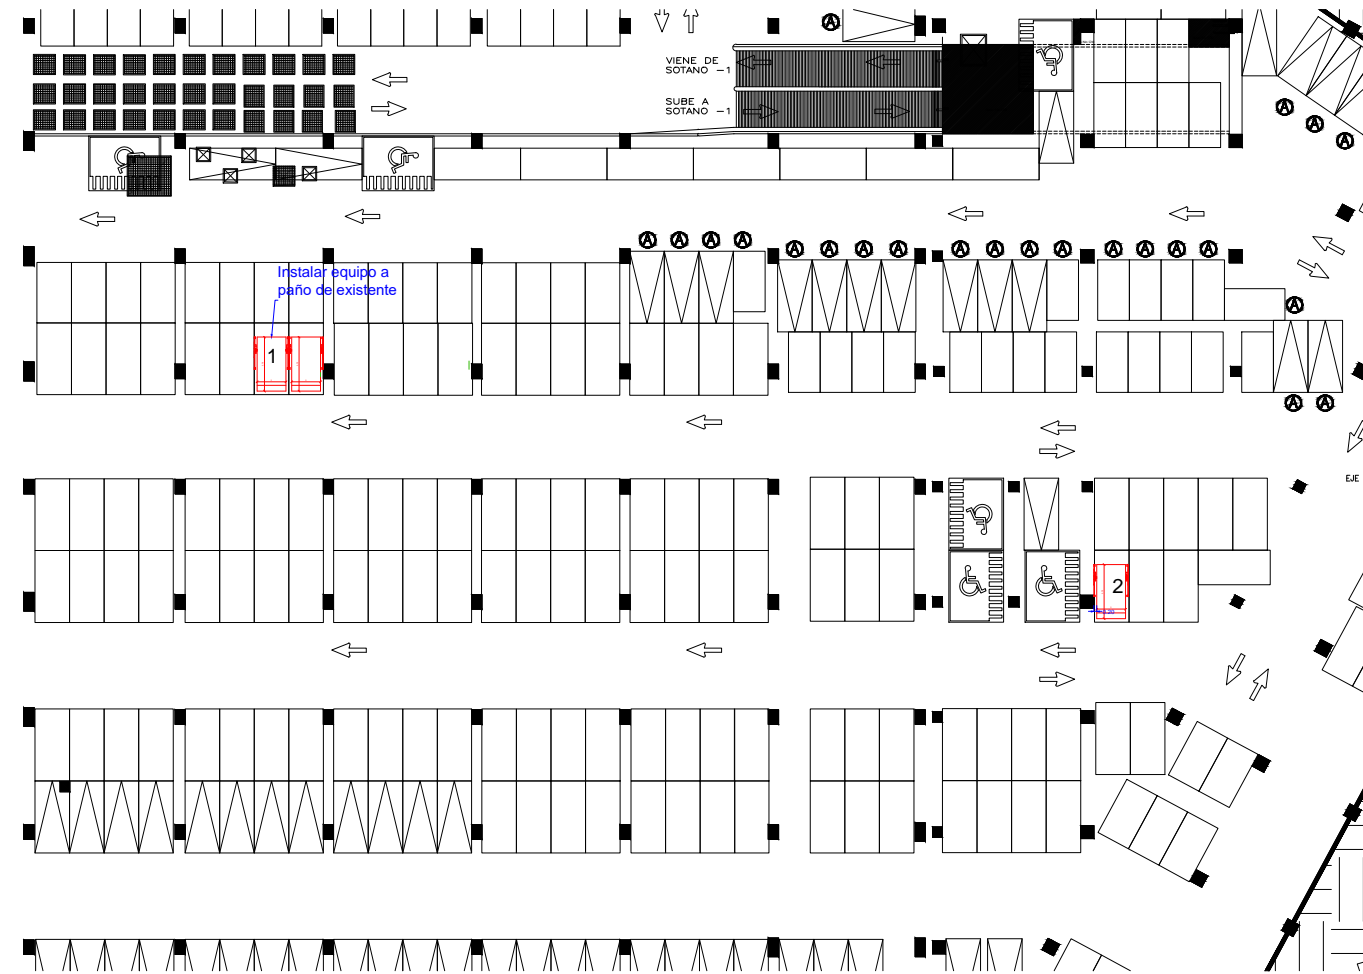 A
VIENE DE
SOTANO -1
SUBE A
SOTANO -1
A A A
A A A A A A A A A A A A A A A A
Instalar equipo a
paño de existente
A
1
A A
EJE
2